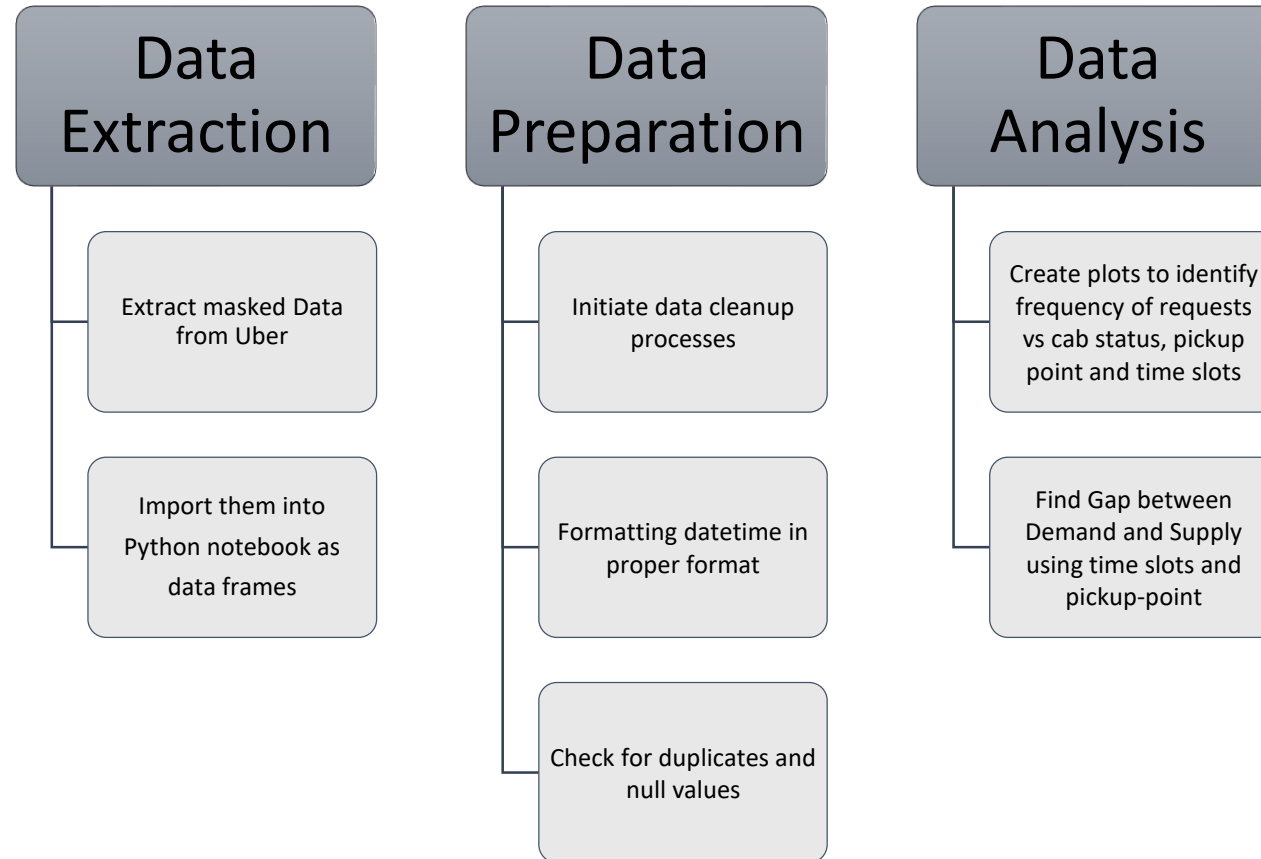 Data
Extraction
Extract masked Data
from Uber
Import them into
Python notebook as
data frames
Data
Preparation
Initiate data cleanup
processes
Formatting datetime in
proper format
Check for duplicates and
null values
Data
Analysis
Create plots to identify
frequency of requests
vs cab status, pickup
point and time slots
Find Gap between
Demand and Supply
using time slots and
pickup-point